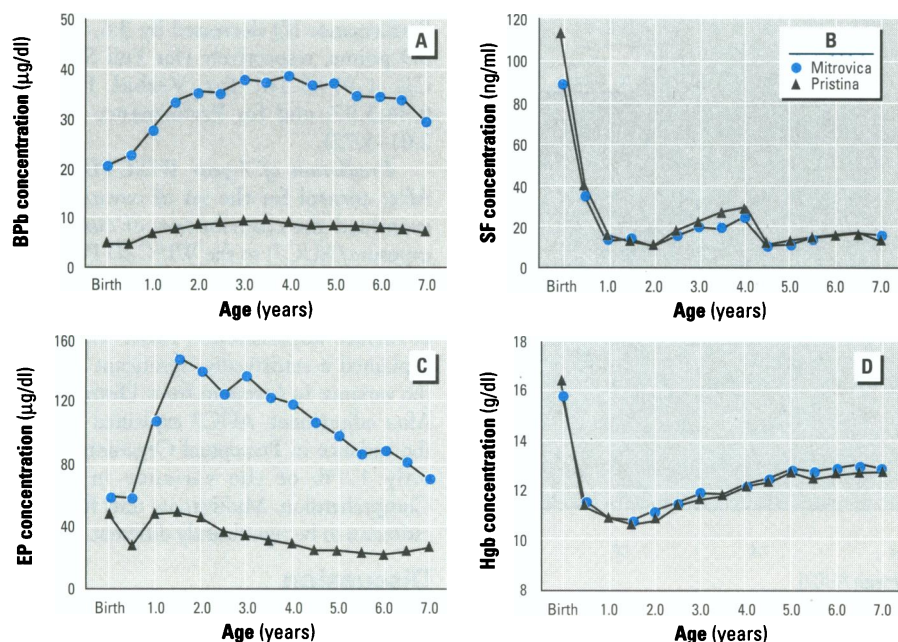 A
BPb concentration (µg/dl)
50
40
30
20
10
0
Birth 1.0 2.0 3.0 4.0 5.0 6.0 7.0
Age (years)
B
Mitrovica
Pristina
SF concentration (ng/ml)
120
100
80
60
40
20
0
Birth 1.0 2.0 3.0 4.0 5.0 6.0 7.0
Age (years)
C
EP concentration (µg/dl)
160
120
80
40
0
Birth 1.0 2.0 3.0 4.0 5.0 6.0 7.0
Age (years)
D
Hgb concentration (g/dl)
18
16
14
12
10
8
Birth 1.0 2.0 3.0 4.0 5.0 6.0 7.0
Age (years)